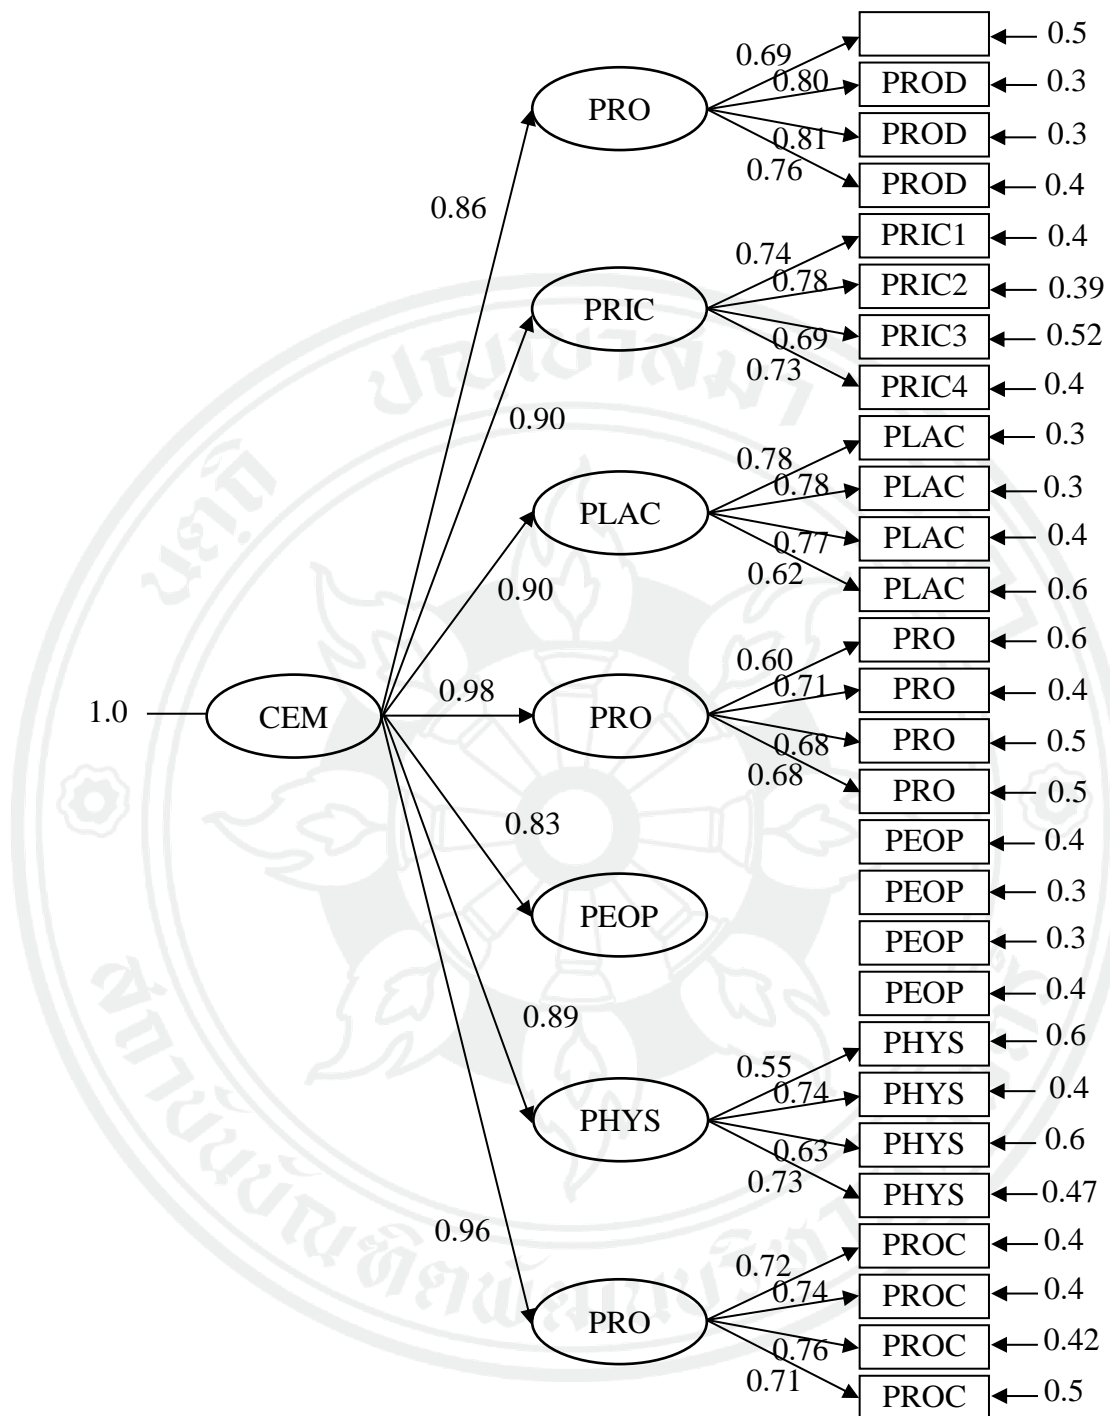 0.5
0.69
0.80
PROD
0.3
PRO
PROD
0.3
0.81
0.76
PROD
0.4
0.86
0.74
PRIC1
0.4
0.78
PRIC2
0.39
PRIC
PRIC3
0.52
0.69
0.73
PRIC4
0.4
0.90
0.78
PLAC
0.3
0.78
PLAC
0.3
PLAC
PLAC
0.4
0.77
0.62
PLAC
0.6
0.90
0.60
PRO
0.6
0.71
PRO
0.4
1.0
CEM
0.98
PRO
PRO
0.5
0.68
0.68
PRO
0.5
0.83
PEOP
0.4
PEOP
0.3
PEOP
PEOP
0.3
PEOP
0.4
0.89
0.55
PHYS
0.6
0.74
PHYS
0.4
PHYS
PHYS
0.6
0.63
0.73
PHYS
0.47
0.96
0.72
PROC
0.4
0.74
PROC
0.4
PRO
PROC
0.42
0.76
0.71
PROC
0.5